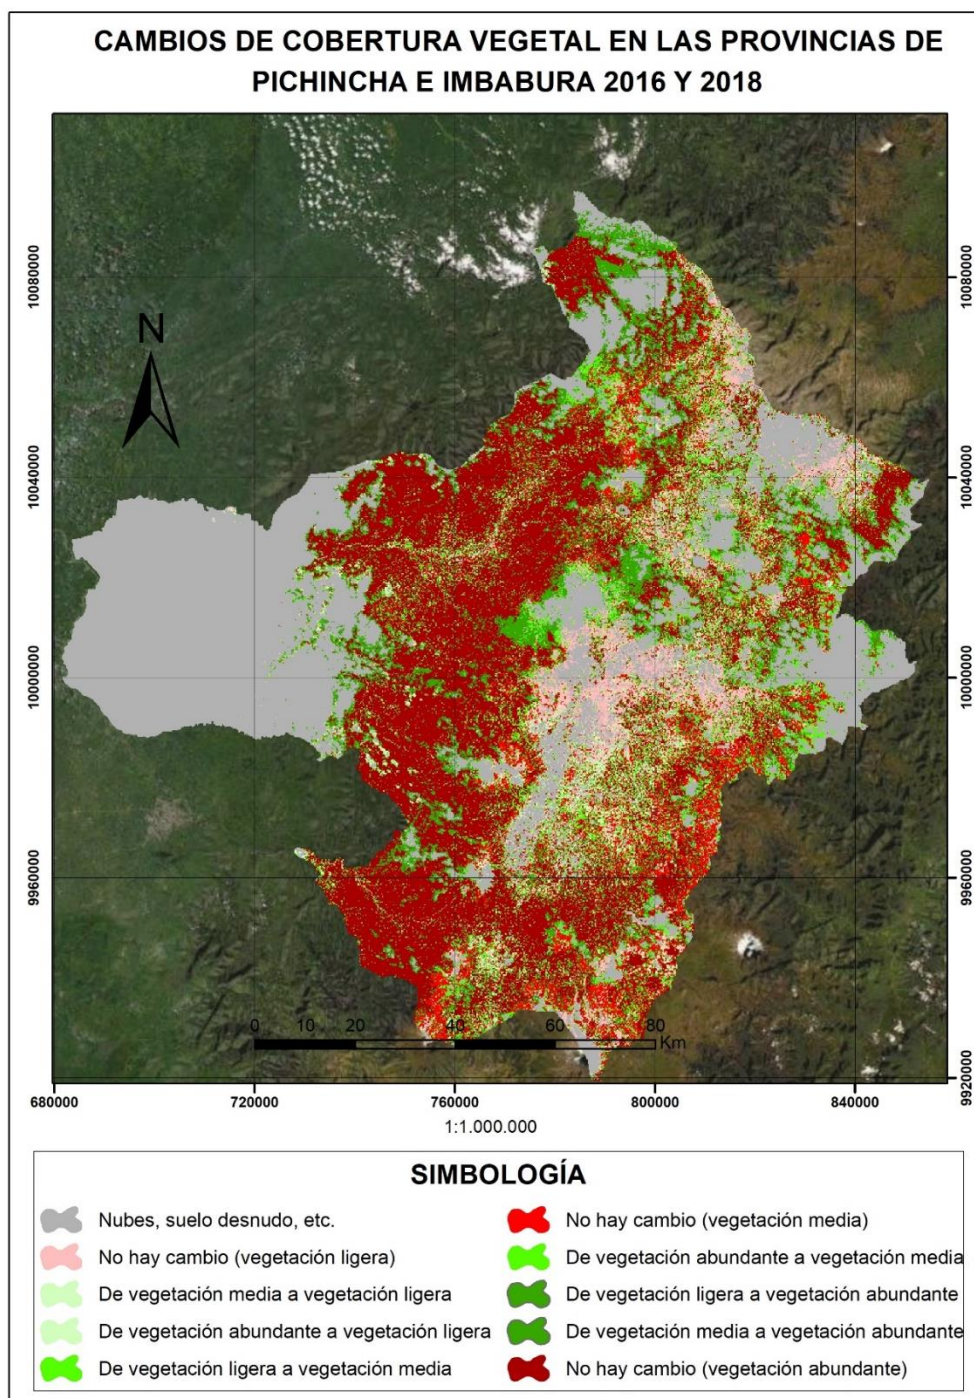 CAMBIOS DE COBERTURA VEGETAL EN LAS PROVINCIAS DE
PICHINCHA E IMBABURA 2016 Y 2018
N
10080000
10040000
10000000
9960000
10080000
10040000
10000000
9960000
9920000
0 10 20 40 60 80
Km
680000 720000 760000 800000 840000
1:1.000.000
SIMBOLOGÍA
Nubes, suelo desnudo, etc.
No hay cambio (vegetación ligera)
De vegetación media a vegetación ligera
De vegetación abundante a vegetación ligera
De vegetación ligera a vegetación media
No hay cambio (vegetación media)
De vegetación abundante a vegetación media
De vegetación ligera a vegetación abundante
De vegetación media a vegetación abundante
No hay cambio (vegetación abundante)